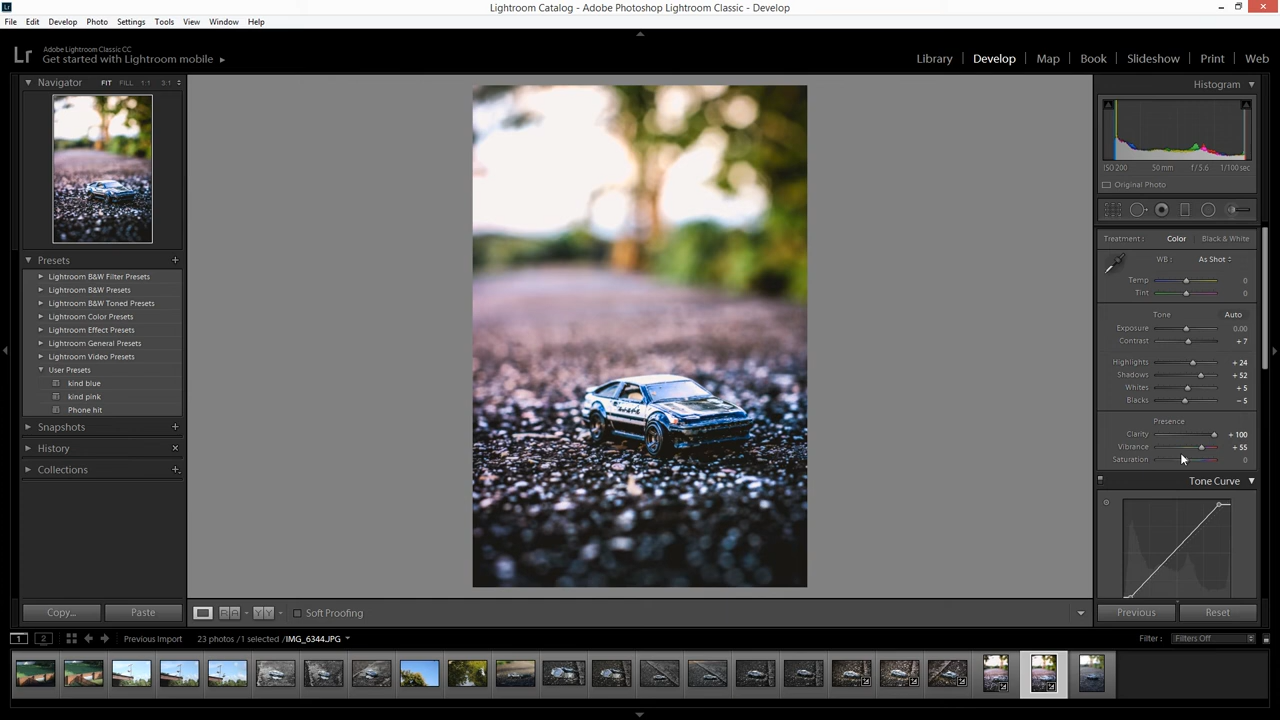 Lightroom Catalog - Adobe Photoshop Lightroom Classic - Develop
File Edit Develop Photo Settings Tools View Window Help
Lr
Adobe Lightroom Classic CC
Get started with Lightroom mobile
Library | Develop | Map | Book | Slideshow | Print | Web
Navigator FIT FILL 1:1 3:1
Presets
Lightroom B&W Filter Presets
Lightroom B&W Presets
Lightroom B&W Toned Presets
Lightroom Color Presets
Lightroom Effect Presets
Lightroom General Presets
Lightroom Video Presets
User Presets
kind blue
kind pink
Phone hit
Snapshots
History
Collections
Copy... Paste
Histogram
ISO 200 50 mm f / 5.6 1/100 sec
Original Photo
Treatment : Color Black & White
WB : As Shot
Temp 0
Tint 0
Tone Auto
Exposure 0.00
Contrast + 7
Highlights + 24
Shadows + 52
Whites + 5
Blacks - 5
Presence
Clarity + 100
Vibrance + 55
Saturation 0
Tone Curve
Previous Reset
Soft Proofing
1 2 Previous Import 23 photos / 1 selected / IMG_6344.JPG
Filter : Filters Off